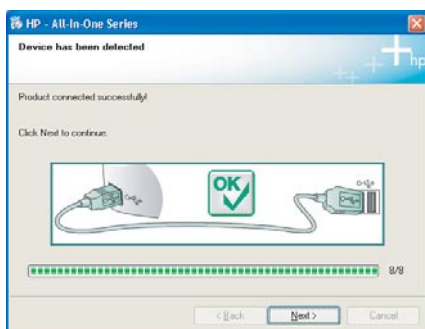 HP - All-In-One Series
Device has been detected
hp
Product connected successfully!
Click Next to continue.
OK
8/8
< Back Next > Cancel